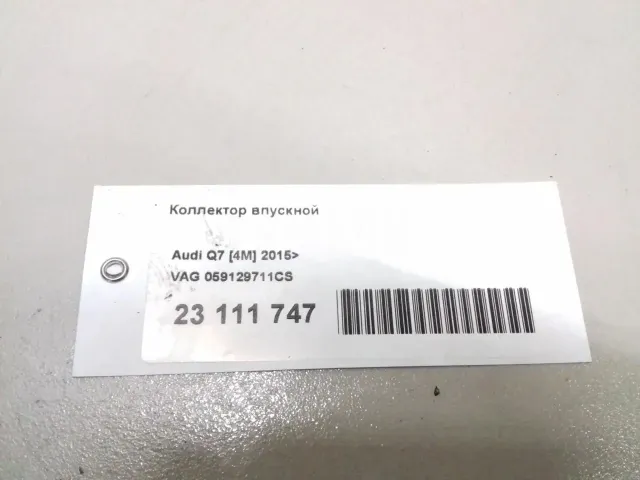 Коллектор впускной
Audi Q7 [4M] 2015>
VAG 059129711CS
23 111 747